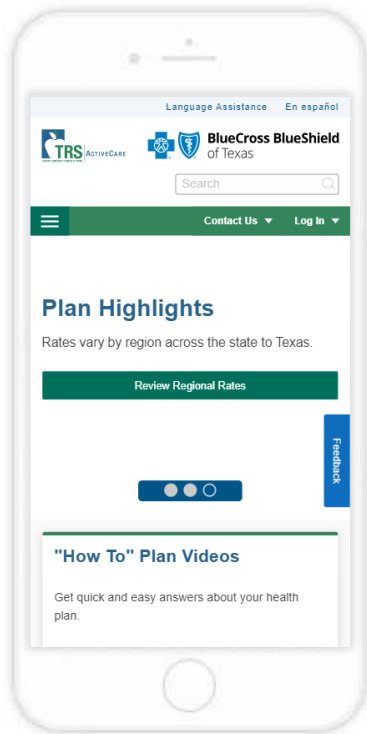 Language Assistance En español
TRS ActiveCare
BlueCross BlueShield
of Texas
Search
Contact Us Log In
Plan Highlights
Rates vary by region across the state to Texas.
Review Regional Rates
Feedback
"How To" Plan Videos
Get quick and easy answers about your health
plan.